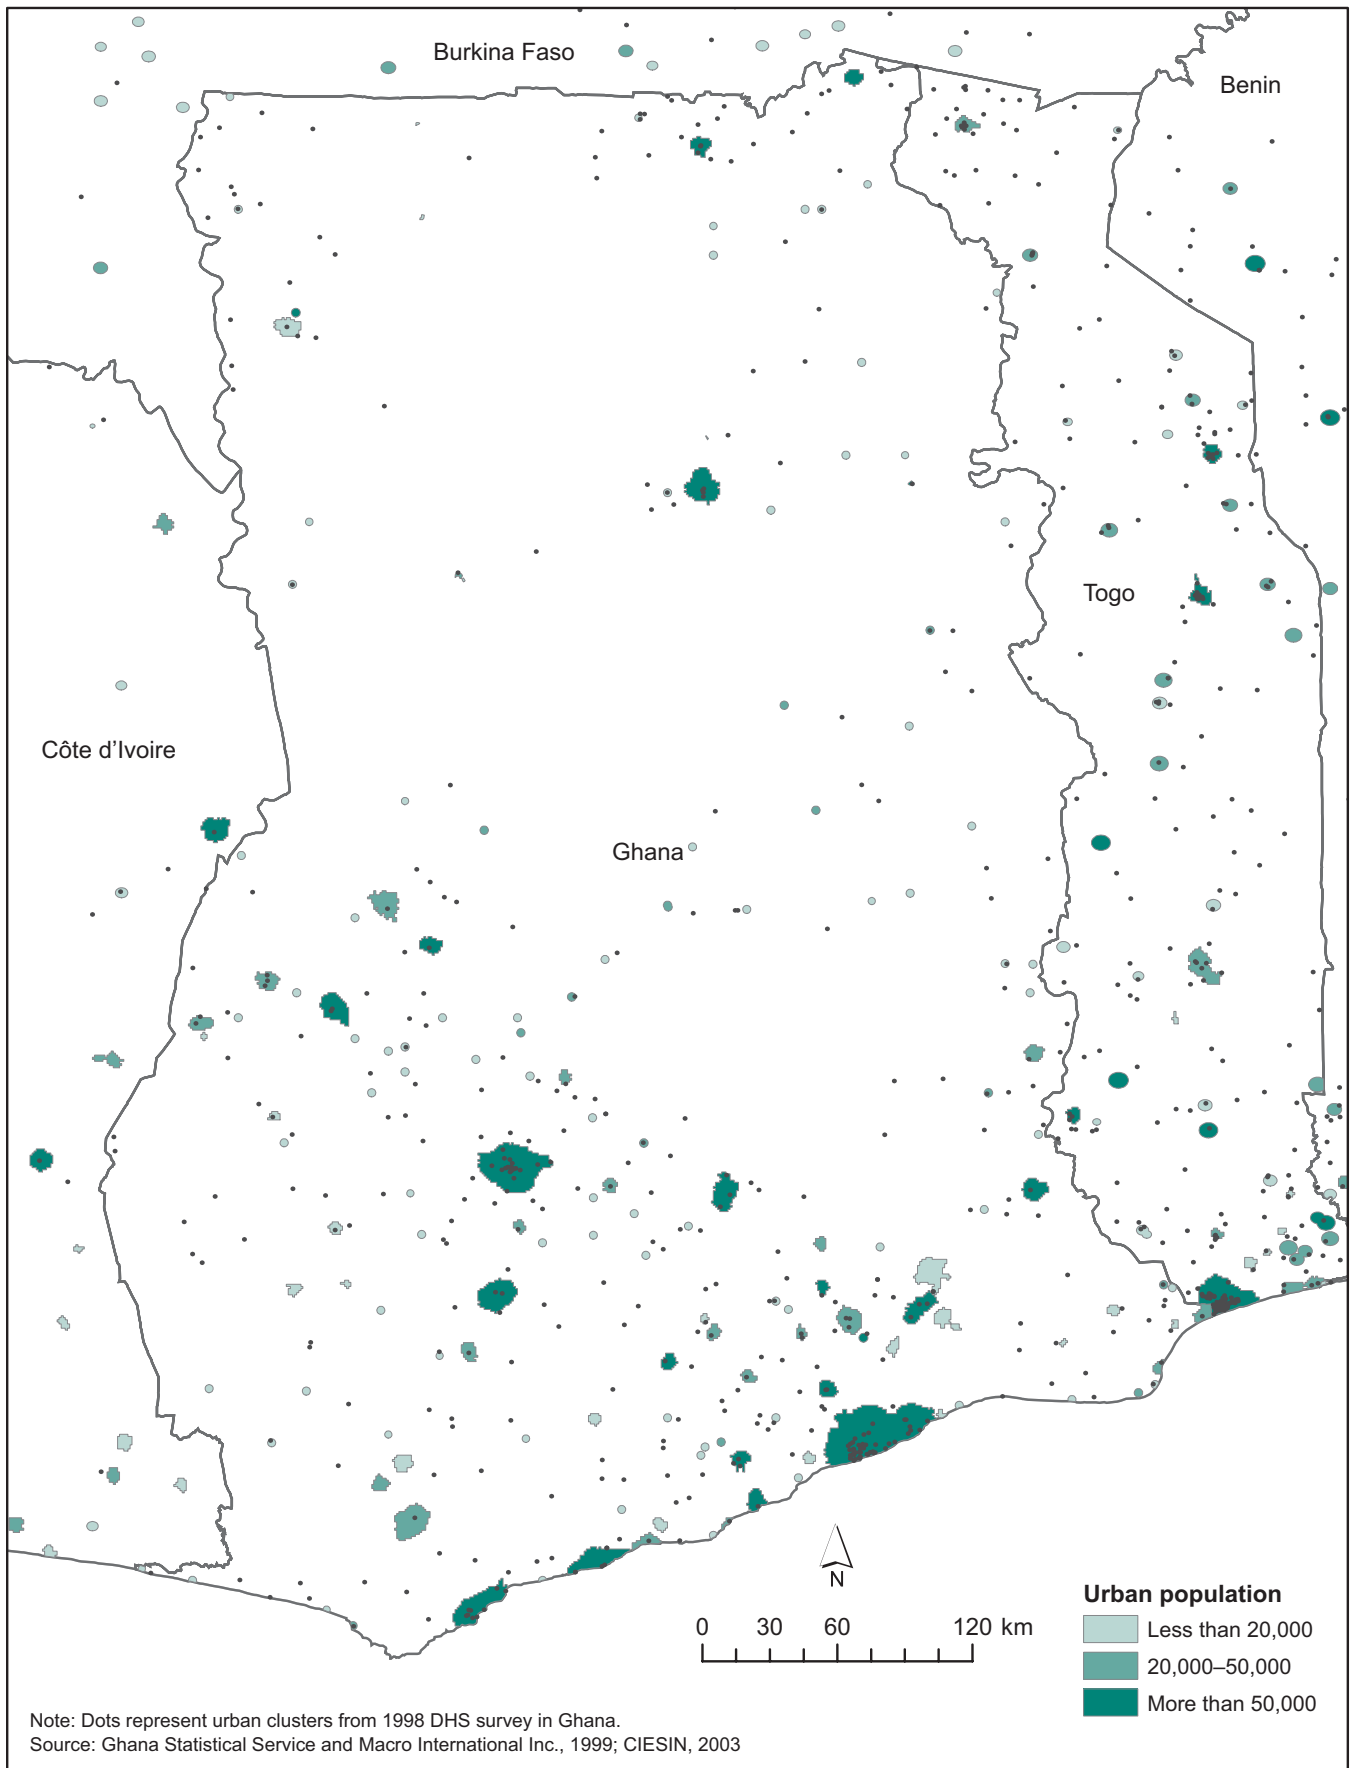 Burkina Faso
Benin
Togo
Côte d’Ivoire
Ghana
N
0 30 60 120 km
Urban population
Less than 20,000
20,000–50,000
More than 50,000
Note: Dots represent urban clusters from 1998 DHS survey in Ghana.
Source: Ghana Statistical Service and Macro International Inc., 1999; CIESIN, 2003